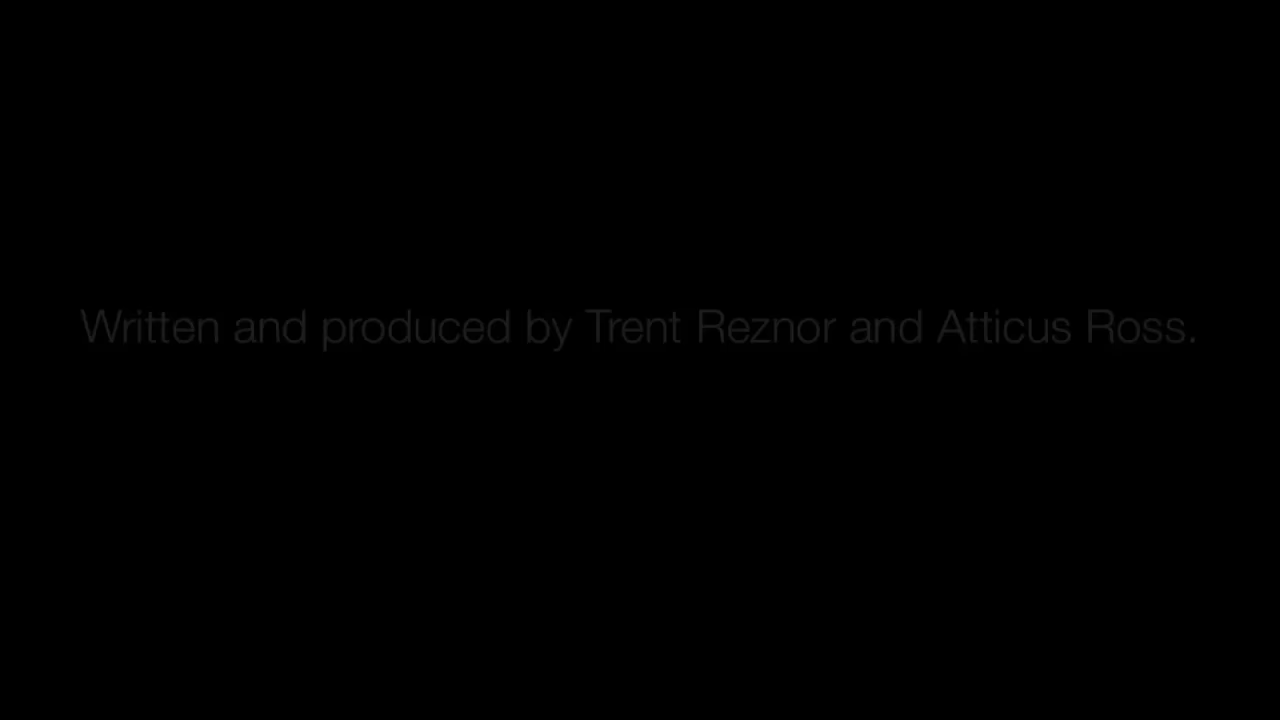 Written and produced by Trent Reznor and Atticus Ross.